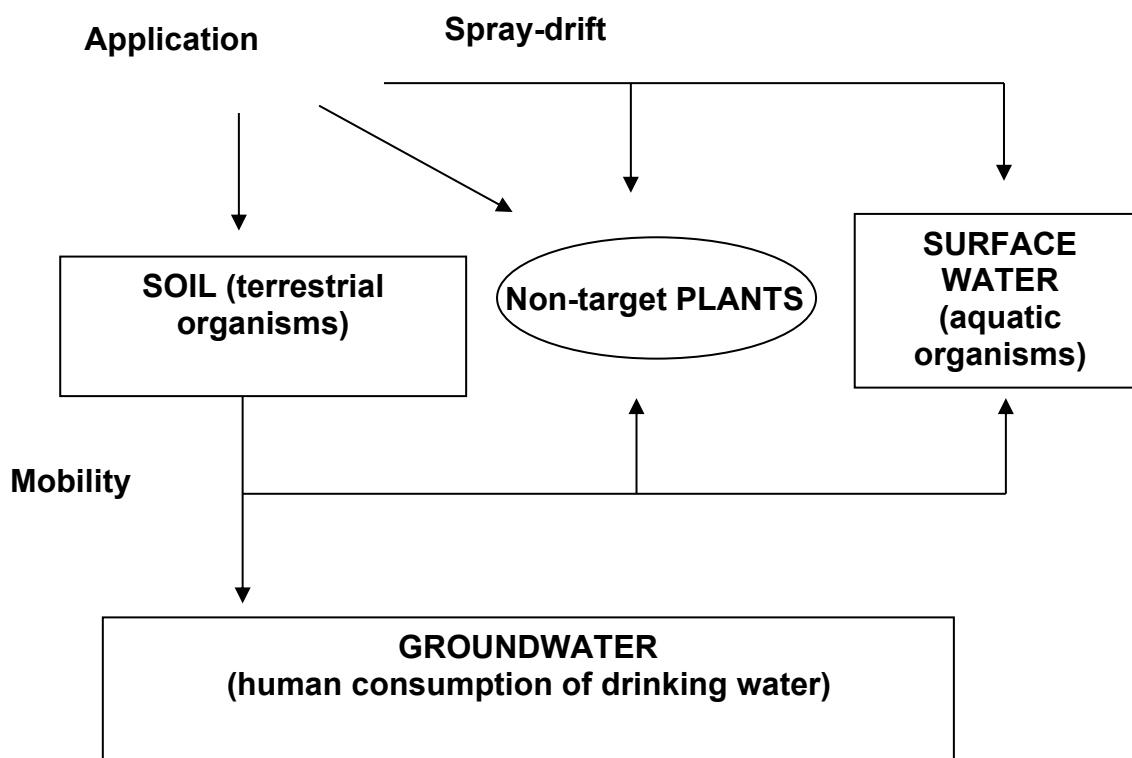 Application
Spray-drift
SOIL (terrestrial
organisms)
Non-target PLANTS
SURFACE
WATER
(aquatic
organisms)
Mobility
GROUNDWATER
(human consumption of drinking water)